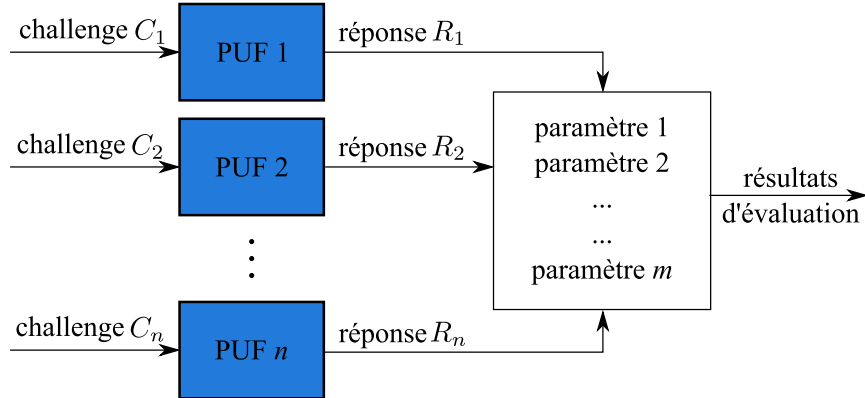 challenge C₁
PUF 1
réponse R₁
challenge C₂
PUF 2
réponse R₂
challenge Cₙ
PUF n
réponse Rₙ
paramètre 1
paramètre 2
...
...
paramètre m
résultats
d'évaluation